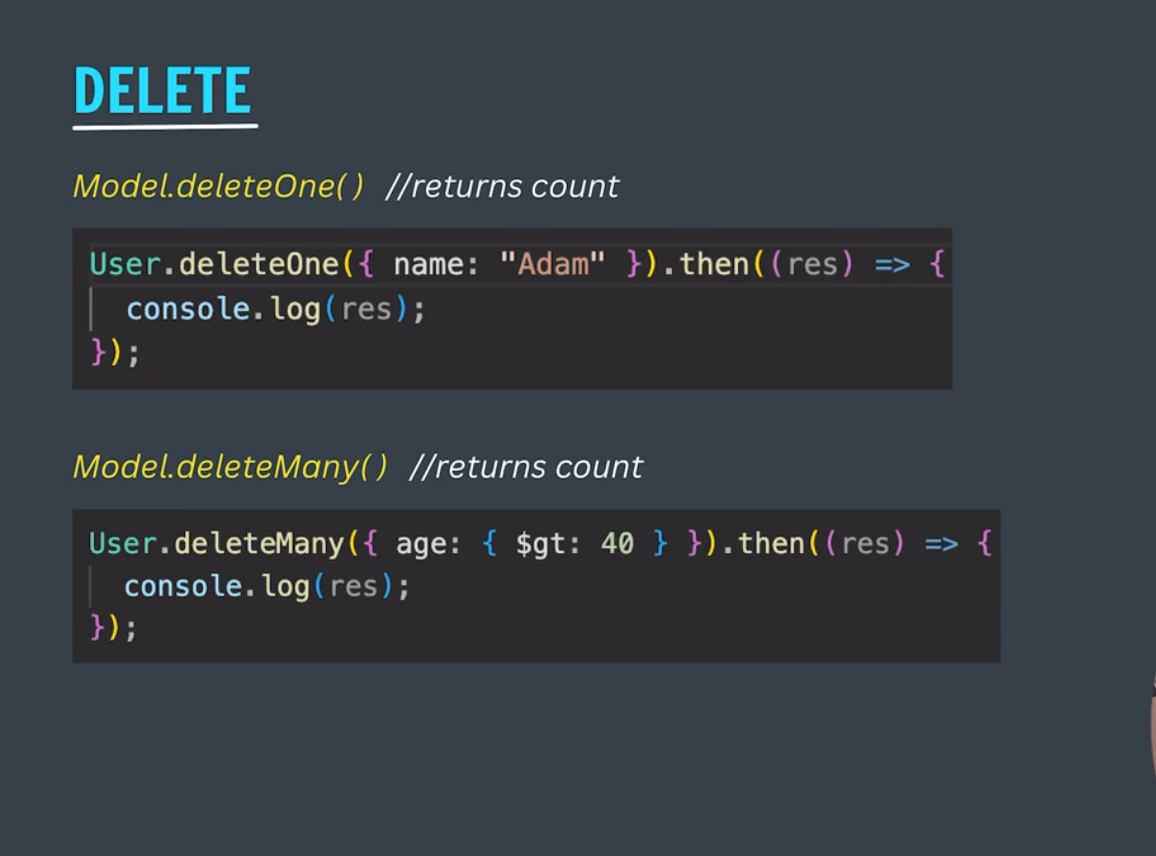 DELETE
Model.deleteOne( ) //returns count
User.deleteOne({ name: "Adam" }).then((res) => {
console.log(res);
});
Model.deleteMany( ) //returns count
User.deleteMany({ age: { $gt: 40 } }).then((res) => {
console.log(res);
});